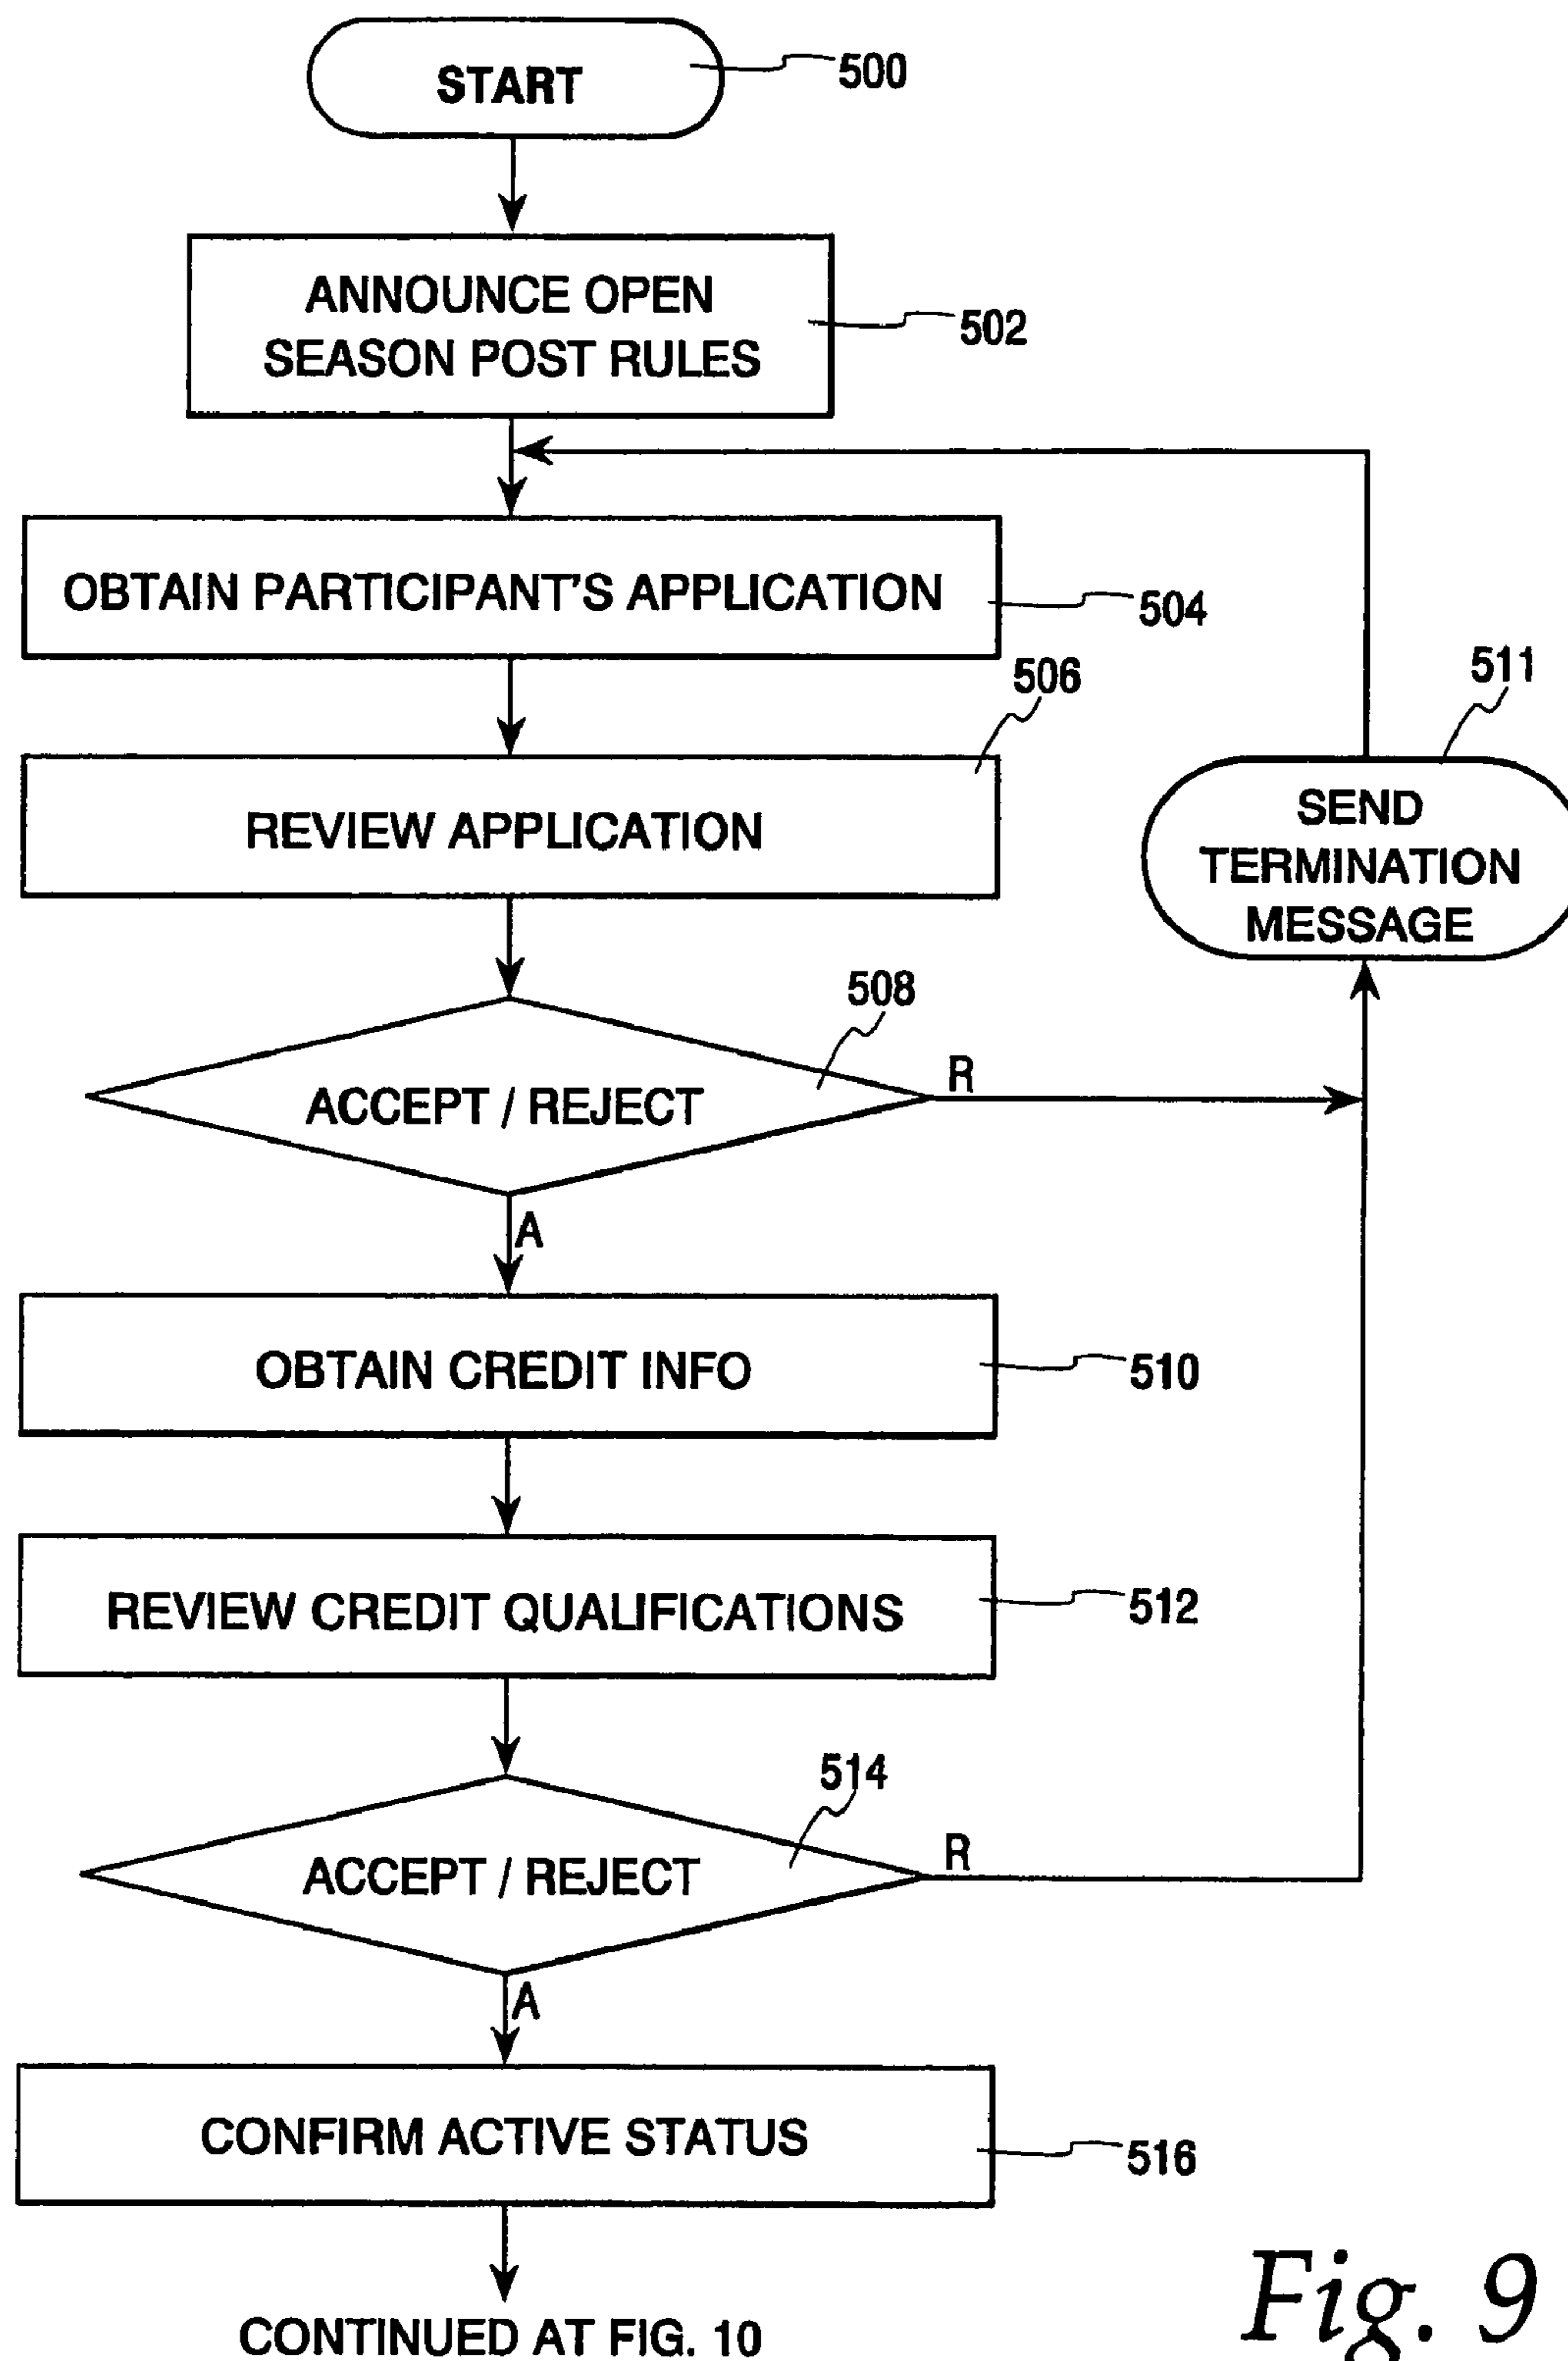 START
500
ANNOUNCE OPEN
SEASON POST RULES
502
OBTAIN PARTICIPANT'S APPLICATION
504
506
REVIEW APPLICATION
511
SEND
TERMINATION
MESSAGE
508
ACCEPT / REJECT
R
A
OBTAIN CREDIT INFO
510
REVIEW CREDIT QUALIFICATIONS
512
514
ACCEPT / REJECT
R
A
CONFIRM ACTIVE STATUS
516
CONTINUED AT FIG. 10
Fig. 9